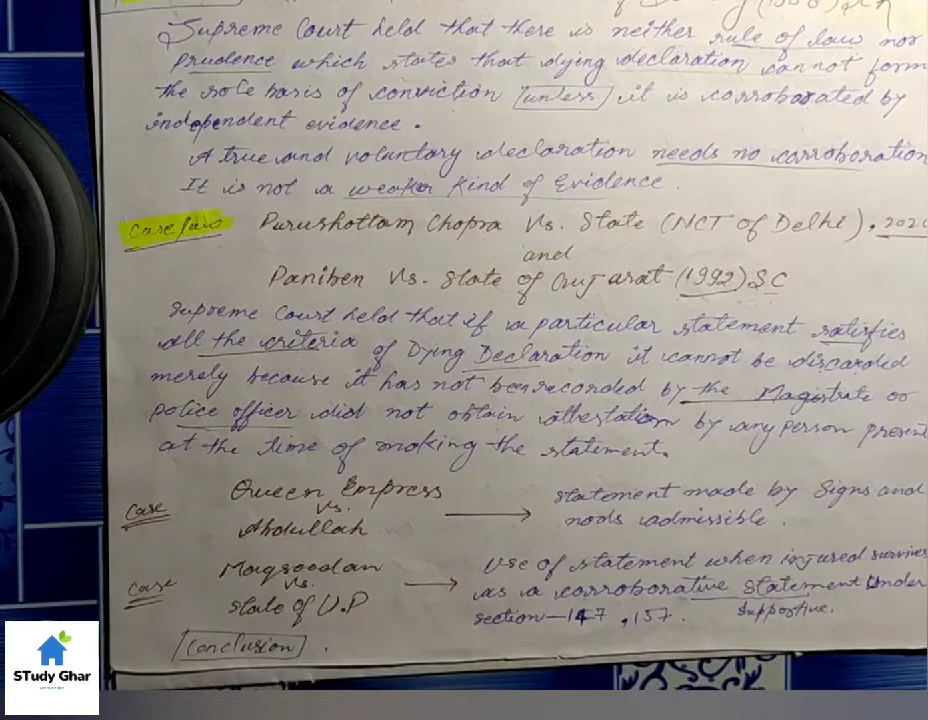 (1958)
Supreme Court held that there is neither rule of law nor
prudence which states that dying declaration cannot form
the sole basis of conviction unless it is corroborated by
independent evidence.
A true and voluntary declaration needs no corroboration
It is not a weaker kind of Evidence.
Case laws Purushottam Chopra Vs. State (NCT of Delhi), 202
and
Paniben Vs. State of Gujarat (1992) SC
Supreme Court held that if a particular statement satisfies
all the criteria of Dying Declaration it cannot be discarded
merely because it has not been recorded by the Magistrate or
police officer did not obtain attestation by any person present
at the time of making the statement.
Queen Empress
Vs.
Case Abdullah
statement made by Signs and
nods admissible.
Maqsoodan
Vs.
Case State of U.P
Use of statement when injured survives
as a corroborative statement Under
section-147, 157. supportive.
Conclusion.
STudy Ghar